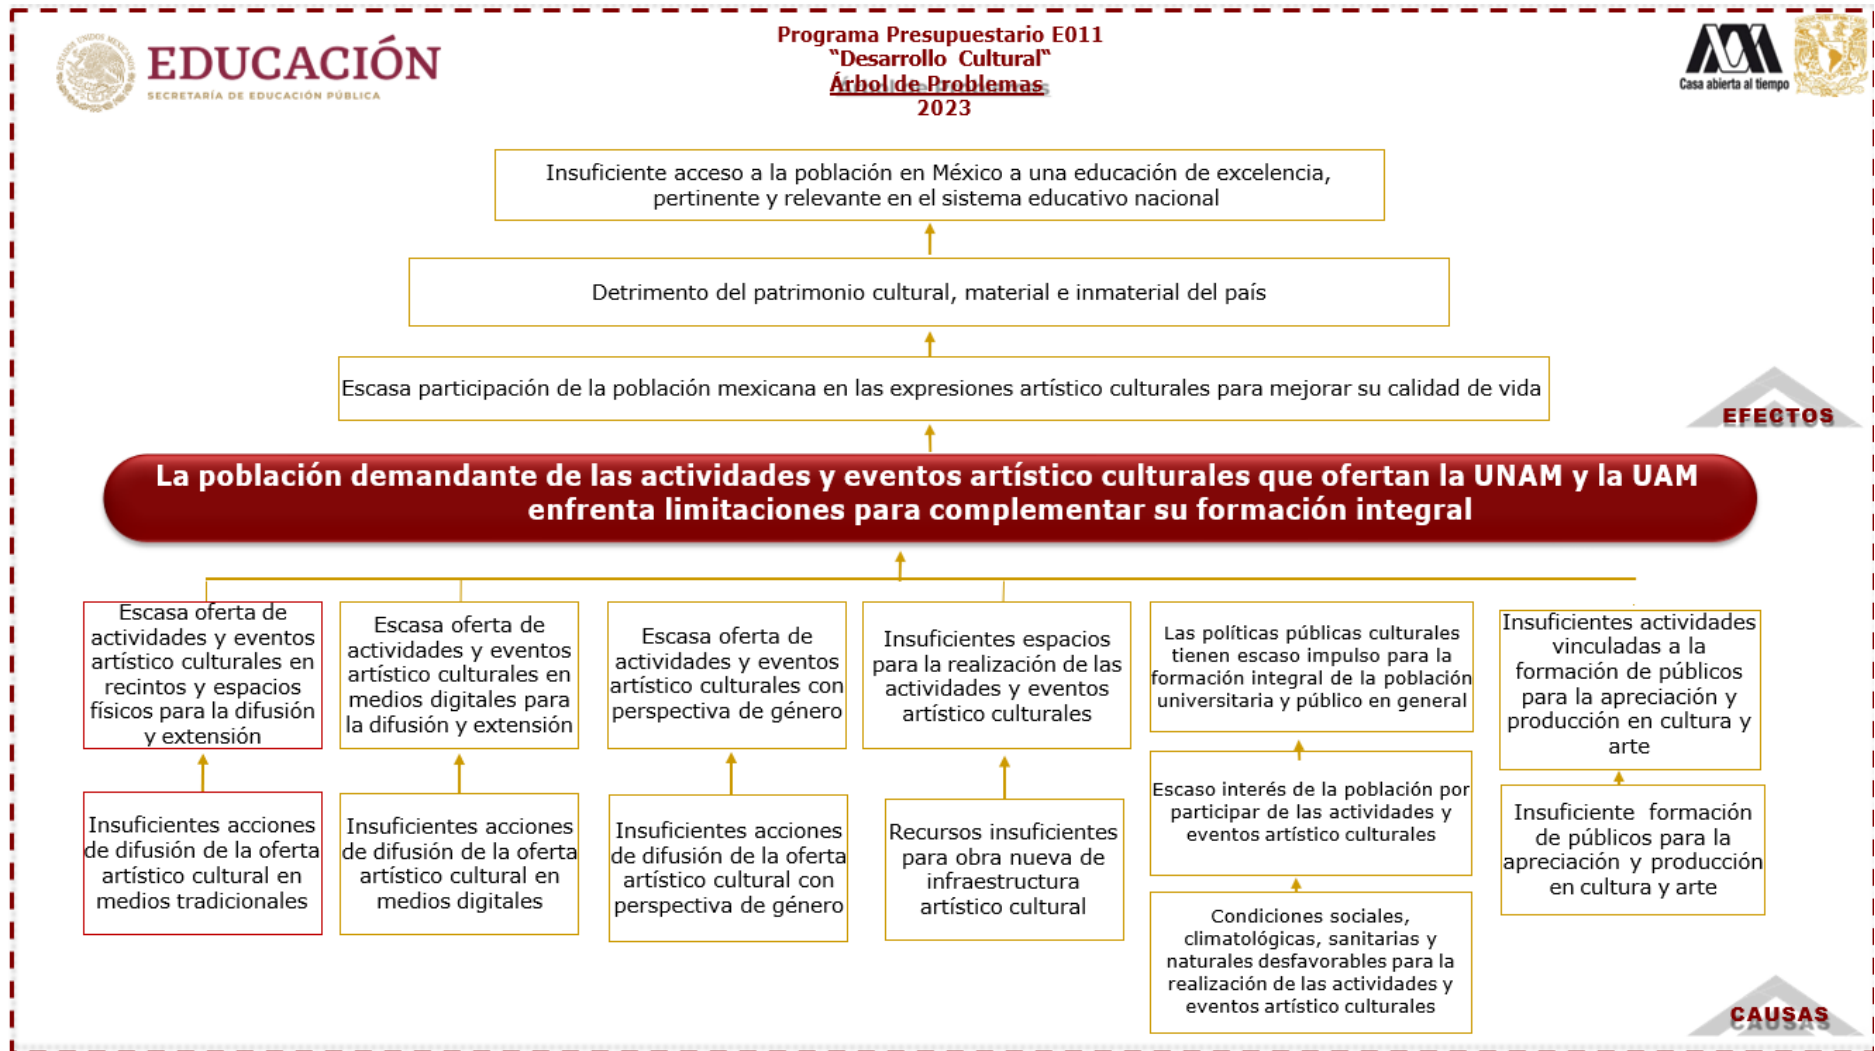 EDUCACIÓN
SECRETARÍA DE EDUCACIÓN PÚBLICA
Programa Presupuestario E011
"Desarrollo Cultural"
Árbol de Problemas
2023
Casa abierta al tiempo
Insuficiente acceso a la población en México a una educación de excelencia,
pertinente y relevante en el sistema educativo nacional
Detrimento del patrimonio cultural, material e inmaterial del país
Escasa participación de la población mexicana en las expresiones artístico culturales para mejorar su calidad de vida
EFECTOS
La población demandante de las actividades y eventos artístico culturales que ofertan la UNAM y la UAM
enfrenta limitaciones para complementar su formación integral
Escasa oferta de
actividades y eventos
artístico culturales en
recintos y espacios
físicos para la difusión
y extensión
Escasa oferta de
actividades y eventos
artístico culturales en
medios digitales para
la difusión y extensión
Escasa oferta de
actividades y eventos
artístico culturales con
perspectiva de género
Insuficientes espacios
para la realización de las
actividades y eventos
artístico culturales
Las políticas públicas culturales
tienen escaso impulso para la
formación integral de la población
universitaria y público en general
Insuficientes actividades
vinculadas a la
formación de públicos
para la apreciación y
producción en cultura y
arte
Insuficientes acciones
de difusión de la oferta
artístico cultural en
medios tradicionales
Insuficientes acciones
de difusión de la oferta
artístico cultural en
medios digitales
Insuficientes acciones
de difusión de la oferta
artístico cultural con
perspectiva de género
Recursos insuficientes
para obra nueva de
infraestructura
artístico cultural
Escaso interés de la población por
participar de las actividades y
eventos artístico culturales
Insuficiente formación
de públicos para la
apreciación y producción
en cultura y arte
Condiciones sociales,
climatológicas, sanitarias y
naturales desfavorables para la
realización de las actividades y
eventos artístico culturales
CAUSAS